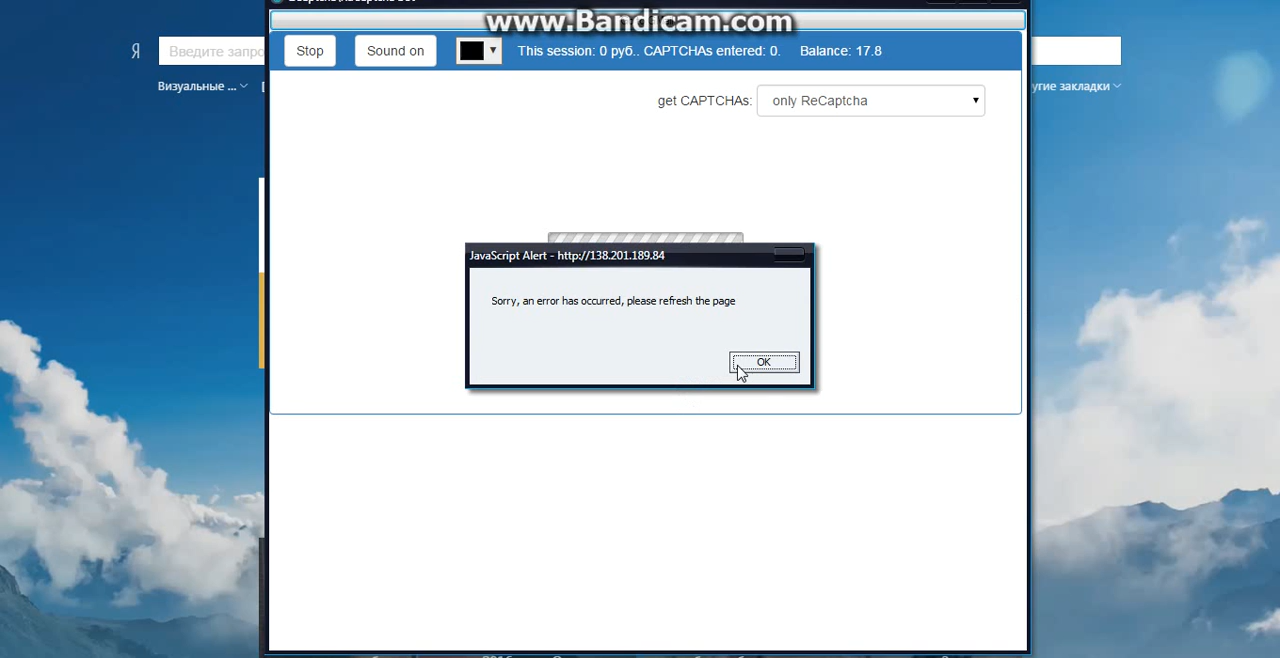 www.Bandicam.com
Я
Введите запро
Stop
Sound on
This session: 0 руб.. CAPTCHAs entered: 0.
Balance: 17.8
Визуальные ...
угие закладки
get CAPTCHAs:
only ReCaptcha
JavaScript Alert - http://138.201.189.84
Sorry, an error has occurred, please refresh the page
OK